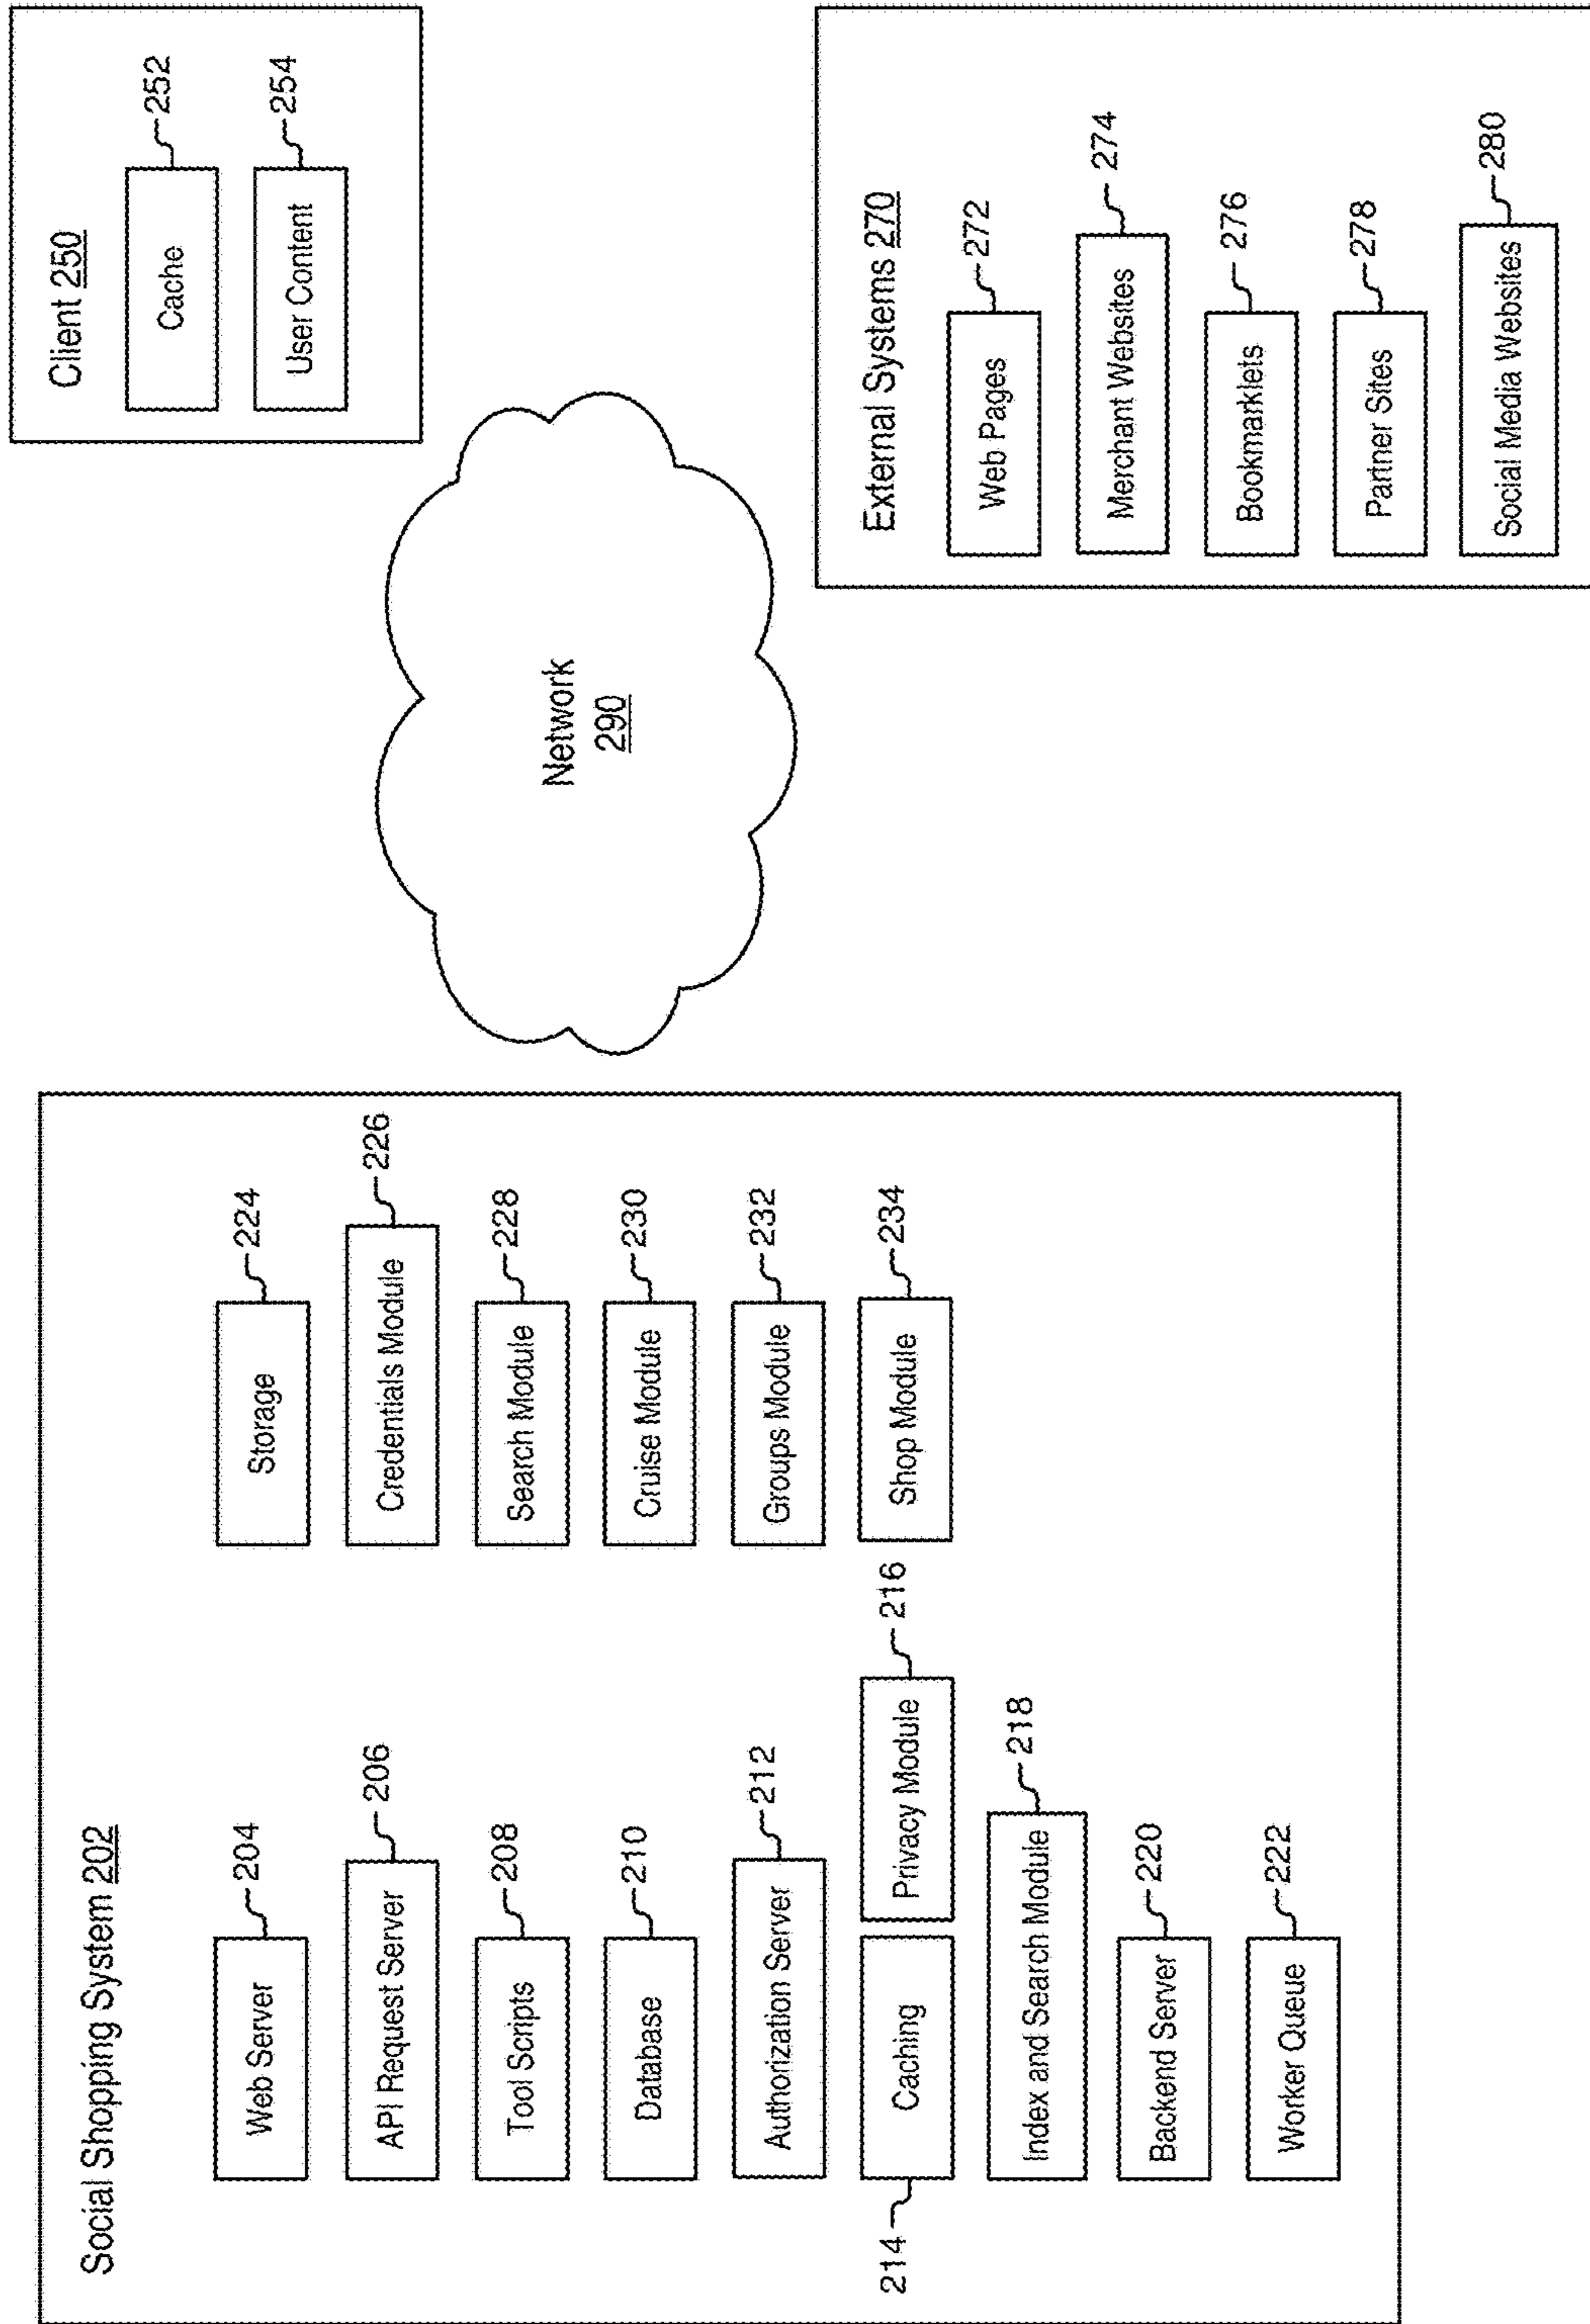 Social Shopping System 202
Web Server
204
API Request Server
206
Tool Scripts
208
Database
210
Authorization Server
212
214
Caching
Privacy Module
216
Index and Search Module
218
Backend Server
220
Worker Queue
222
Storage
224
Credentials Module
226
Search Module
228
Cruise Module
230
Groups Module
232
Shop Module
234
Network
290
Client 250
Cache
252
User Content
254
External Systems 270
Web Pages
272
Merchant Websites
274
Bookmarklets
276
Partner Sites
278
Social Media Websites
280